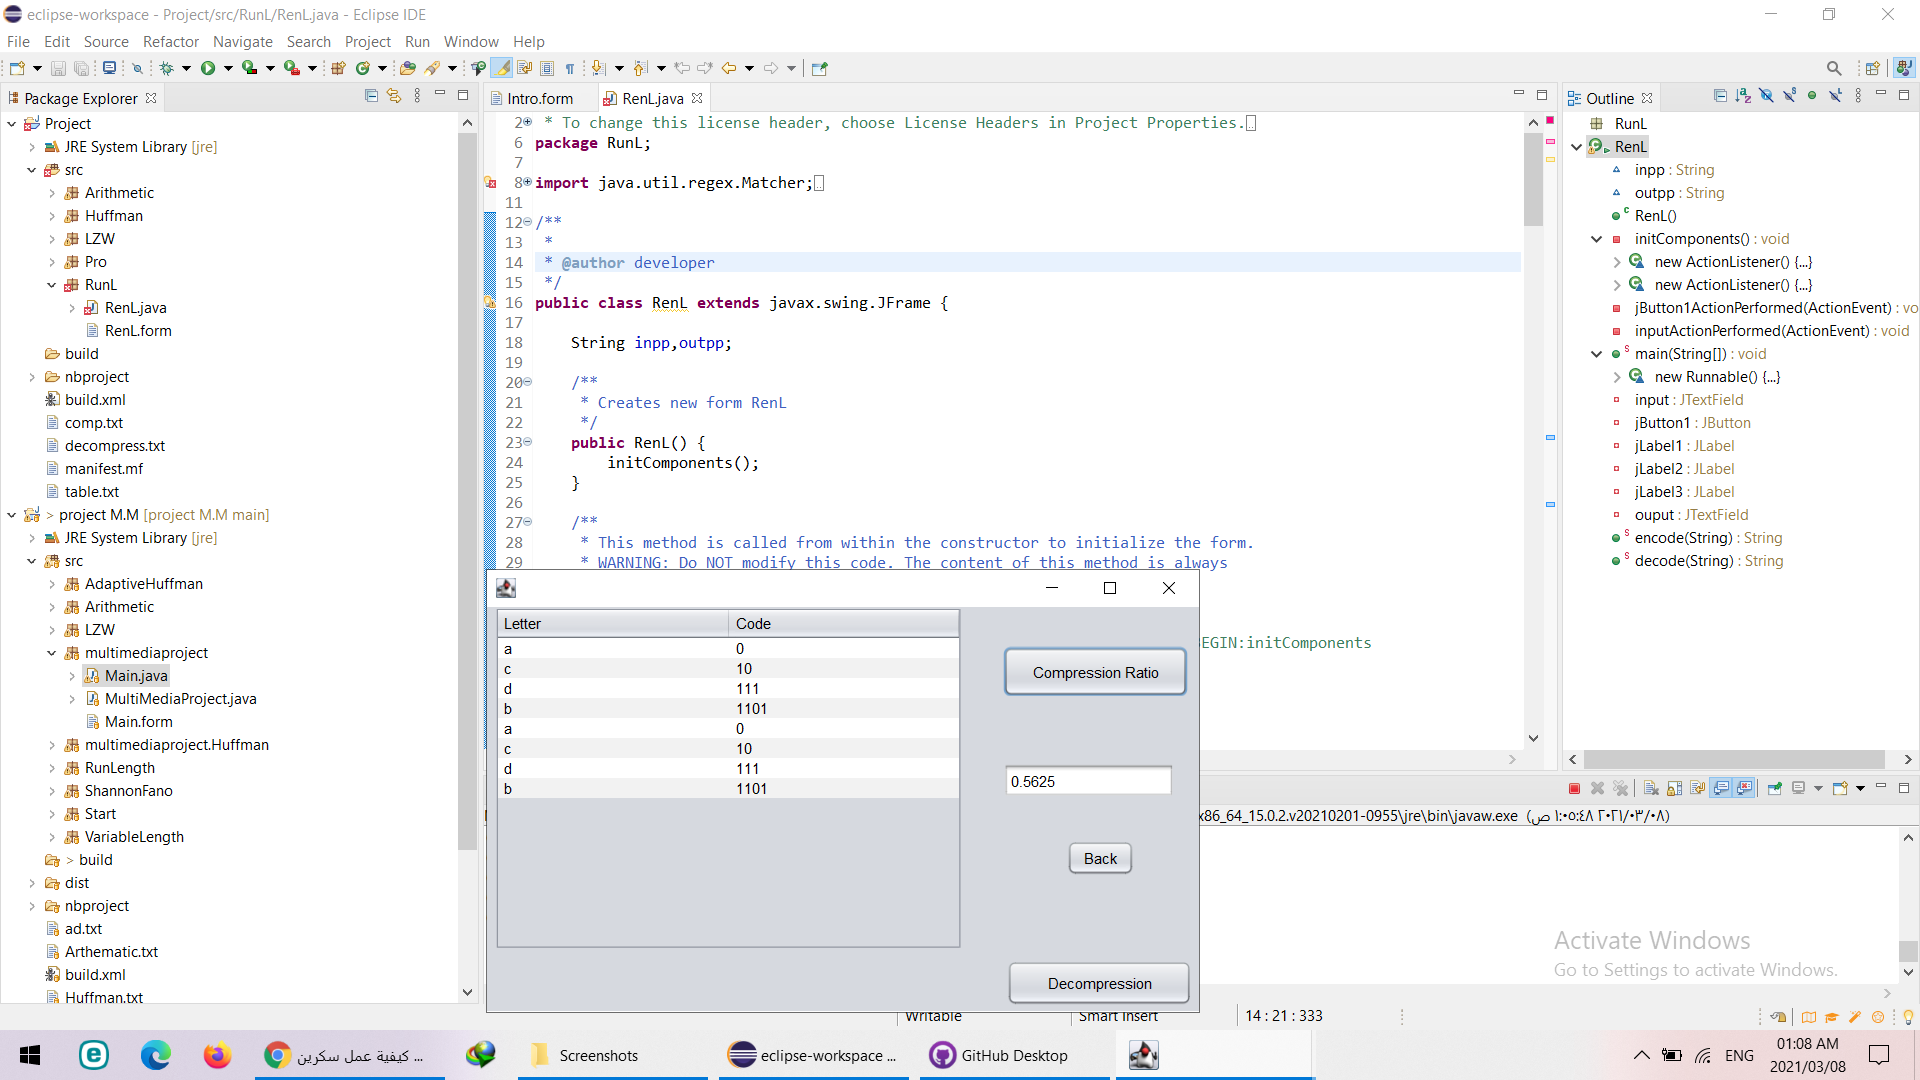 eclipse-workspace - Project/src/RunL/RenL.java - Eclipse IDE
File Edit Source Refactor Navigate Search Project Run Window Help
Package Explorer
Project
JRE System Library [jre]
src
Arithmetic
Huffman
LZW
Pro
RunL
RenL.java
RenL.form
build
nbproject
build.xml
comp.txt
decompress.txt
manifest.mf
table.txt
> project M.M [project M.M main]
JRE System Library [jre]
src
AdaptiveHuffman
Arithmetic
LZW
multimediaproject
Main.java
MultiMediaProject.java
Main.form
multimediaproject.Huffman
RunLength
ShannonFano
Start
VariableLength
> build
dist
nbproject
ad.txt
Arthematic.txt
build.xml
Huffman.txt
Intro.form
RenL.java
2 * To change this license header, choose License Headers in Project Properties.
6 package RunL;
7
8 import java.util.regex.Matcher;
11
12 /**
13 *
14 * @author developer
15 */
16 public class RenL extends javax.swing.JFrame {
17
18 String inpp,outpp;
19
20 /**
21 * Creates new form RenL
22 */
23 public RenL() {
24 initComponents();
25 }
26
27 /**
28 * This method is called from within the constructor to initialize the form.
29 * WARNING: Do NOT modify this code. The content of this method is always
EGIN:initComponents
Letter Code
a 0
c 10
d 111
b 1101
a 0
c 10
d 111
b 1101
Compression Ratio
0.5625
Back
Decompression
Outline
RunL
RenL
inpp : String
outpp : String
RenL()
initComponents() : void
new ActionListener() {...}
new ActionListener() {...}
jButton1ActionPerformed(ActionEvent) : vo
inputActionPerformed(ActionEvent) : void
main(String[]) : void
new Runnable() {...}
input : JTextField
jButton1 : JButton
jLabel1 : JLabel
jLabel2 : JLabel
jLabel3 : JLabel
ouput : JTextField
encode(String) : String
decode(String) : String
x86_64_15.0.2.v20210201-0955\jre\bin\javaw.exe (٢٠٢١/٠٣/٠٨ ١:٠٥:٤٨ ص)
Activate Windows
Go to Settings to activate Windows.
Writable Smart Insert 14 : 21 : 333
كيفية عمل سكرين ...
Screenshots
eclipse-workspace ...
GitHub Desktop
ENG
01:08 AM
2021/03/08